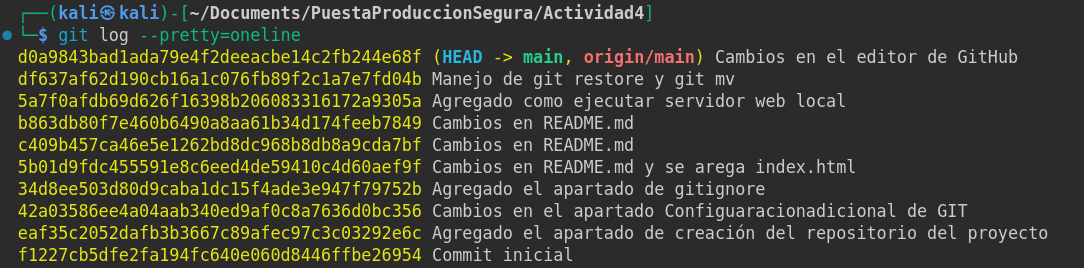 ┌──(kali㉿kali)-[~/Documents/PuestaProduccionSegura/Actividad4]
└─$ git log --pretty=oneline
d0a9843bad1ada79e4f2deeacbe14c2fb244e68f (HEAD -> main, origin/main) Cambios en el editor de GitHub
df637af62d190cb16a1c076fb89f2c1a7e7fd04b Manejo de git restore y git mv
5a7f0afdb69d626f16398b206083316172a9305a Agregado como ejecutar servidor web local
b863db80f7e460b6490a8aa61b34d174feeb7849 Cambios en README.md
c409b457ca46e5e1262bd8dc968b8db8a9cda7bf Cambios en README.md
5b01d9fdc455591e8c6eed4de59410c4d60aef9f Cambios en README.md y se arega index.html
34d8ee503d80d9caba1dc15f4ade3e947f79752b Agregado el apartado de gitignore
42a03586ee4a04aab340ed9af0c8a7636d0bc356 Cambios en el apartado Configuaracionadicional de GIT
eaf35c2052dafb3b3667c89afec97c3c03292e6c Agregado el apartado de creación del repositorio del proyecto
f1227cb5dfe2fa194fc640e060d8446ffbe26954 Commit inicial